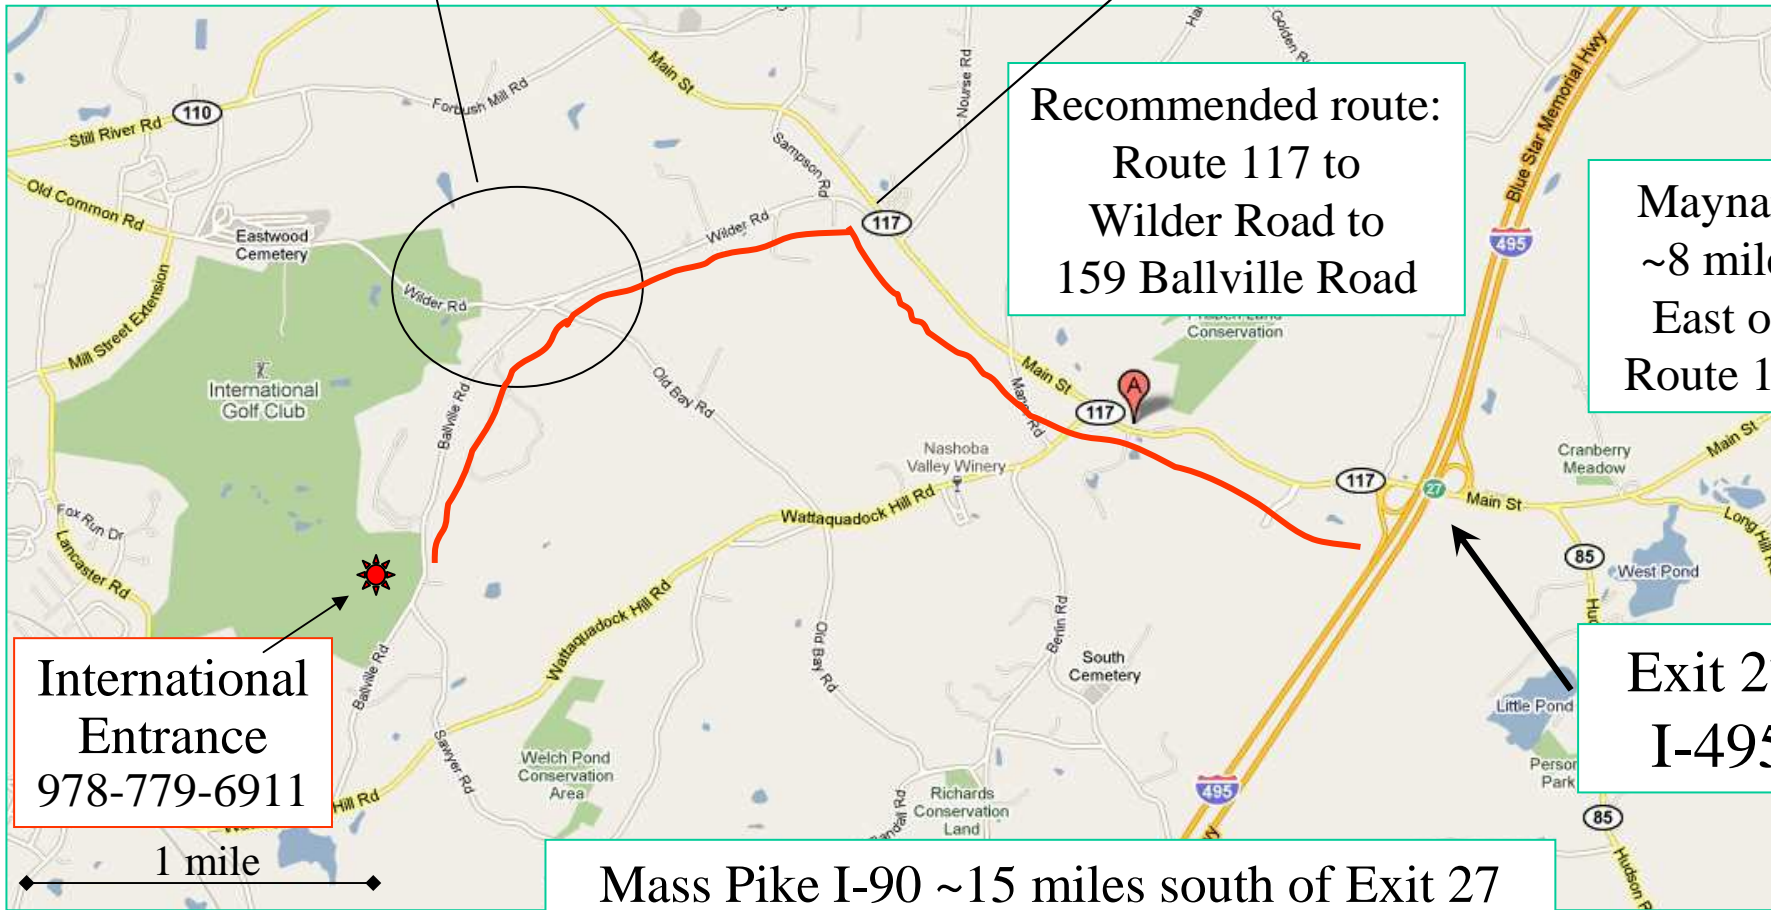 Main St
Nourse Rd
Golden R
Blue Star Memorial Hwy
Forbush Mill Rd
110
Still River Rd
Sampson Rd
Recommended route:
Route 117 to
Wilder Road to
159 Ballville Road
Old Common Rd
Eastwood
Cemetery
Wilder Rd
117
495
Mayna
~8 mile
East o
Route 1
Mill Street Extension
Wilder Rd
Conservation
International
Golf Club
Ballville Rd
Old Bay Rd
Main St
A
117
Nashoba
Valley Winery
Cranberry
Meadow
Main St
117
27
Main St
Wattaquadock Hill Rd
Fox Run Dr
Lancaster Rd
Long Hill R
85
West Pond
Wattaquadock Hill Rd
Old Bay Rd
Berlin Rd
South
Cemetery
International
Entrance
978-779-6911
Ballville Rd
Sawyer Rd
Hill Rd
Welch Pond
Conservation
Area
Richards
Conservation
Land
495
Little Pond
Person
Park
Exit 2
I-495
85
Hudson R
1 mile
Mass Pike I-90 ~15 miles south of Exit 27